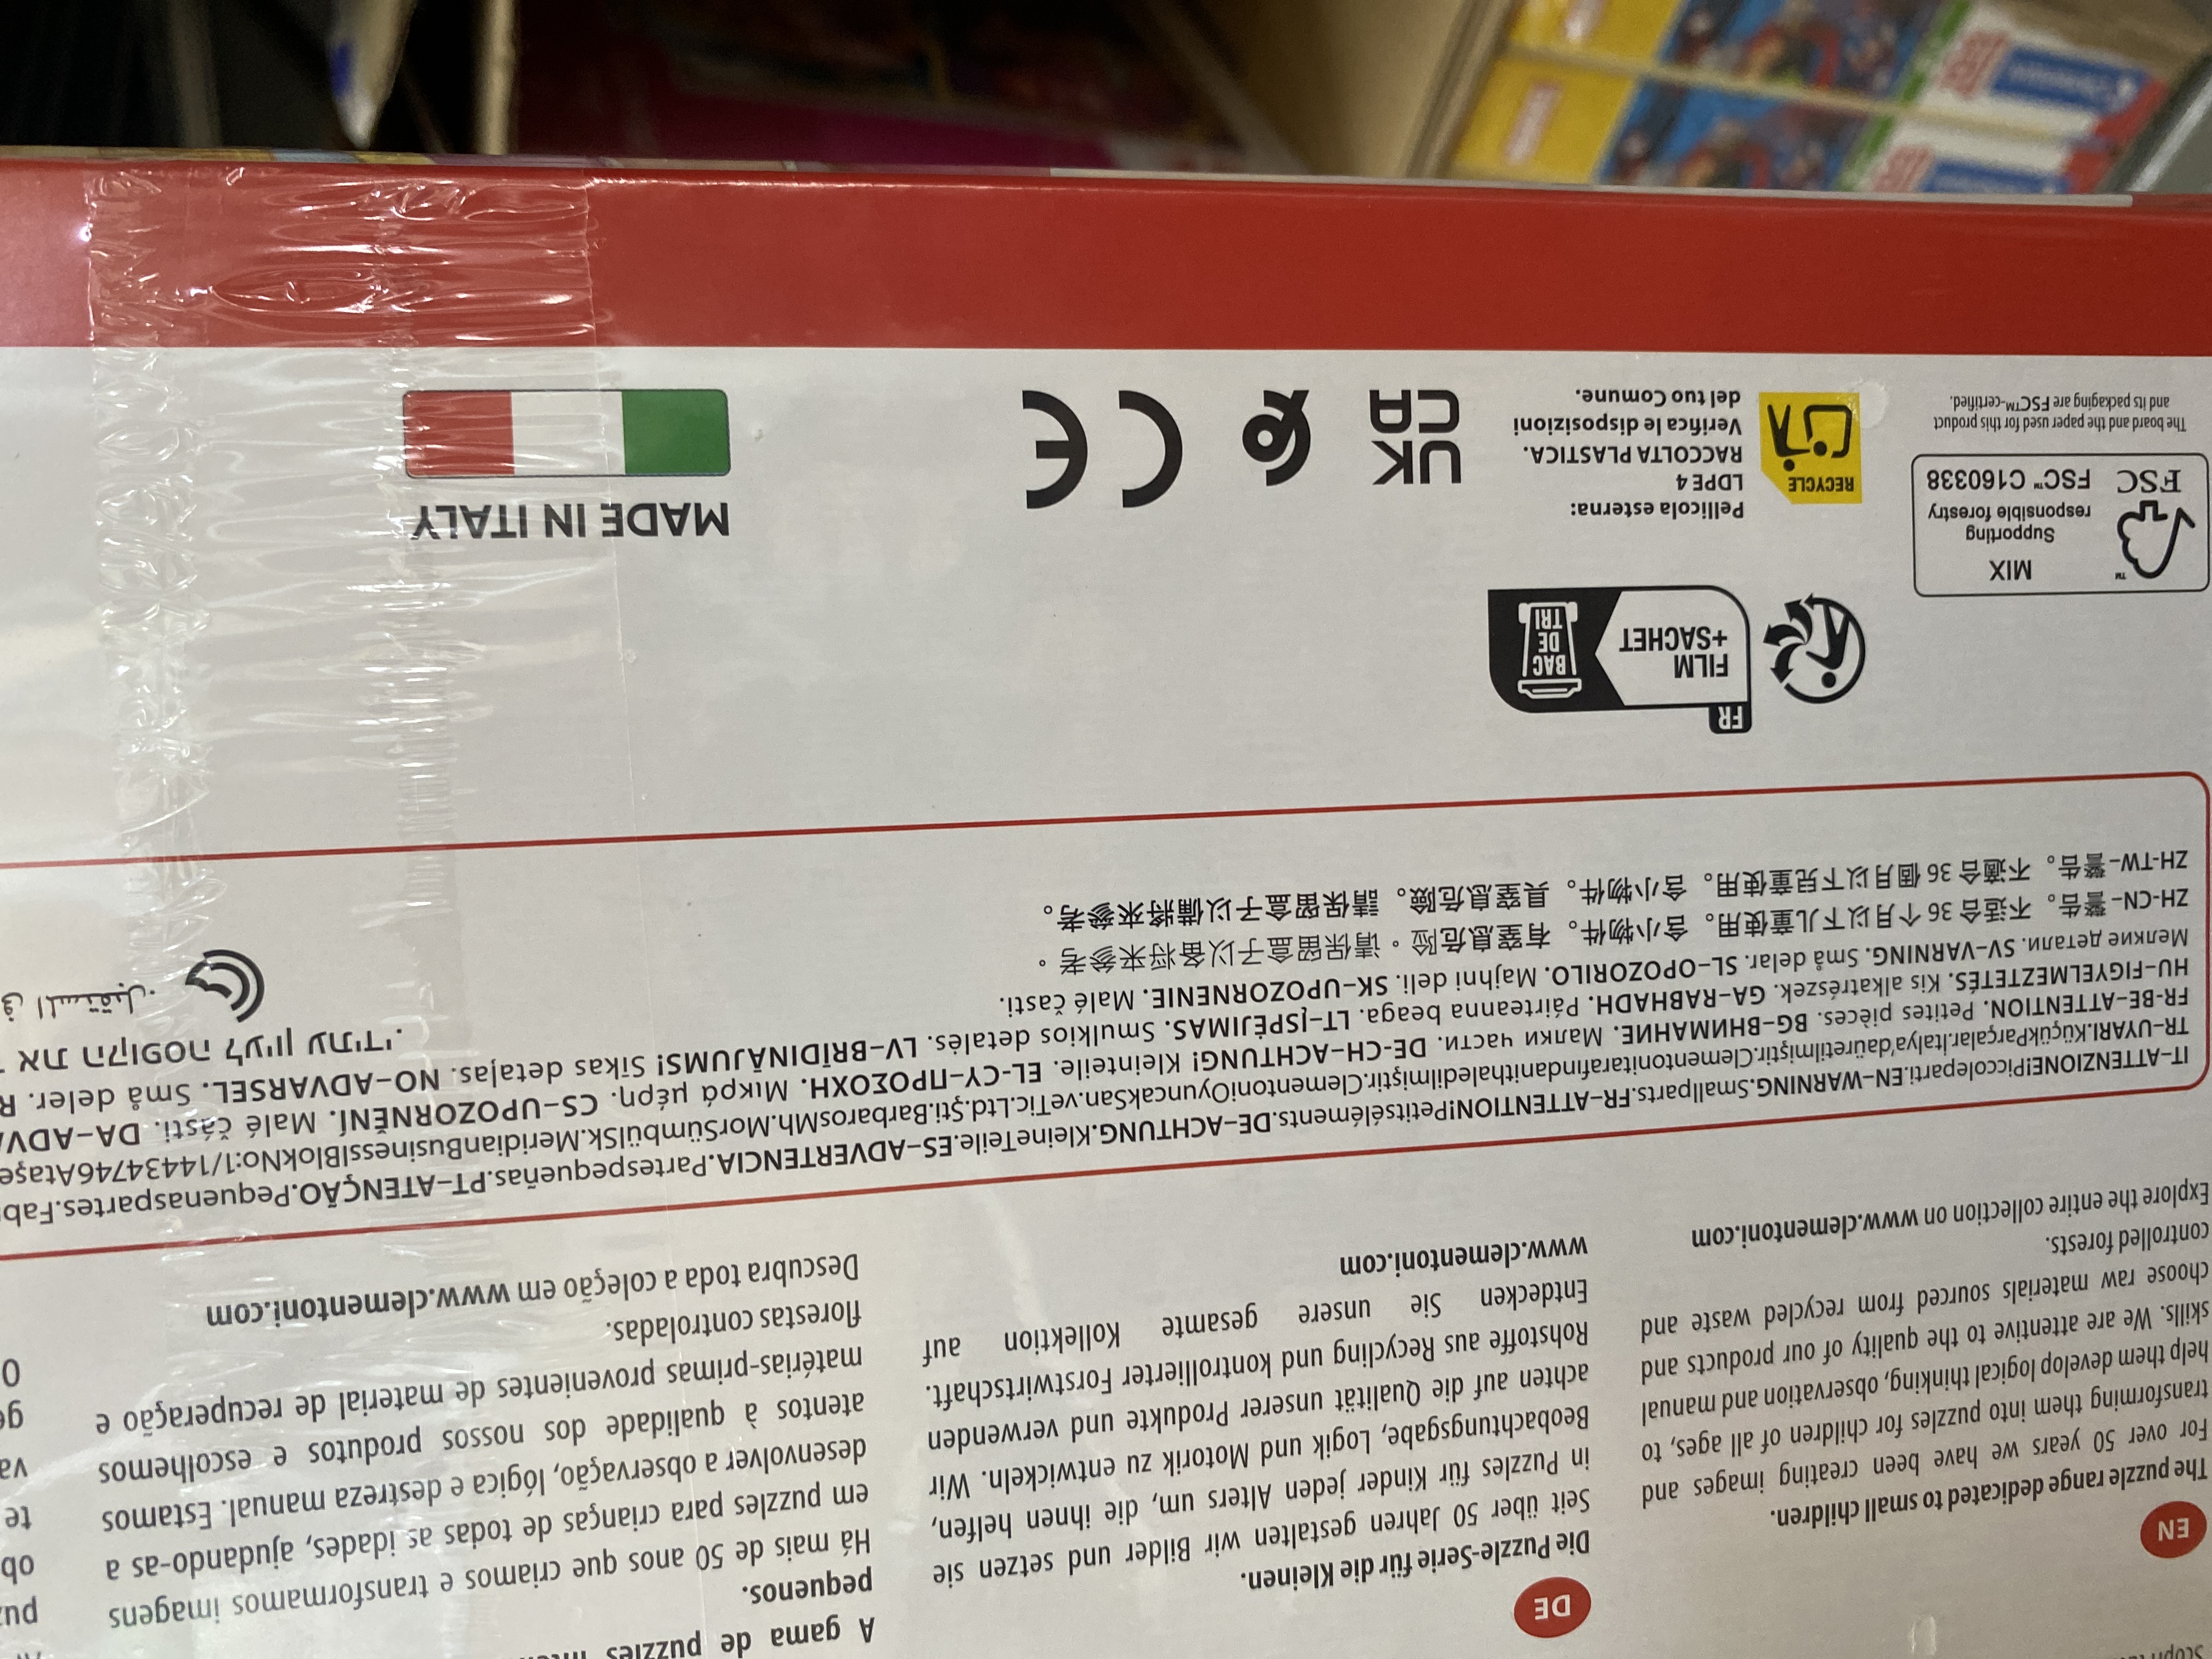 A gama de puzzles
pequenos.
Há mais de 50 anos que criamos e transformamos imagens
em puzzles para crianças de todas as idades, ajudando-as a
desenvolver a observação, lógica e destreza manual. Estamos
atentos à qualidade dos nossos produtos e escolhemos
matérias-primas provenientes de material de recuperação e
florestas controladas.
Descubra toda a coleção em www.clementoni.com
DE
Die Puzzle-Serie für die Kleinen.
Seit über 50 Jahren gestalten wir Bilder und setzen sie
in Puzzles für Kinder jeden Alters um, die ihnen helfen,
Beobachtungsgabe, Logik und Motorik zu entwickeln. Wir
achten auf die Qualität unserer Produkte und verwenden
Rohstoffe aus Recycling und kontrollierter Forstwirtschaft.
Entdecken Sie unsere gesamte Kollektion auf
www.clementoni.com
EN
The puzzle range dedicated to small children.
For over 50 years we have been creating images and
transforming them into puzzles for children of all ages, to
help them develop logical thinking, observation and manual
skills. We are attentive to the quality of our products and
choose raw materials sourced from recycled waste and
controlled forests.
Explore the entire collection on www.clementoni.com
IT–ATTENZIONE!Piccoleparti.EN–WARNING.Smallparts.FR–ATTENTION!Petitséléments.DE–ACHTUNG.KleineTeile.ES–ADVERTENCIA.Partespequeñas.PT–ATENÇÃO.Pequenaspartes.
TR–UYARI.KüçükParçalar.İtalya'daüretilmiştir.Clementonitarafındanithaledilmiştir.ClementoniOyuncakSan.veTic.Ltd.Şti.BarbarosMh.MorSümbülSk.MeridianBusinessIBlokNo:1/14434746Ataşe
FR-BE–ATTENTION. Petites pièces. BG–ВНИМАНИЕ. Малки части. DE-CH–ACHTUNG! Kleinteile. EL-CY–ΠΡΟΣΟΧΗ. Μικρά μέρη. CS–UPOZORNĚNÍ. Malé části. DA–ADV
HU–FIGYELMEZTETÉS. Kis alkatrészek. GA–RABHADH. Páirteanna beaga. LT–ĮSPĖJIMAS. Smulkios detalės. LV–BRĪDINĀJUMS! Sīkas detaļas. NO–ADVARSEL. Små deler. R
Мелкие детали. SV–VARNING. Små delar. SL–OPOZORILO. Majhni deli. SK–UPOZORNENIE. Malé časti.
את הקופסה לעיון עתידי.
ZH-CN–警告。不适合 36 个月以下儿童使用。含小物件。有窒息危险。请保留盒子以备将来参考。
ZH-TW–警告。不適合 36 個月以下兒童使用。含小物件。具窒息危險。請保留盒子以備將來參考。
في المستقبل.
FR
FILM
+SACHET
BAC
DE
TRI
MIX
Supporting
responsible forestry
FSC
FSC™ C160338
The board and the paper used for this product
and its packaging are FSC™-certified.
RECYCLE
Pellicola esterna:
LDPE 4
RACCOLTA PLASTICA.
Verifica le disposizioni
del tuo Comune.
UK
CA
CE
MADE IN ITALY